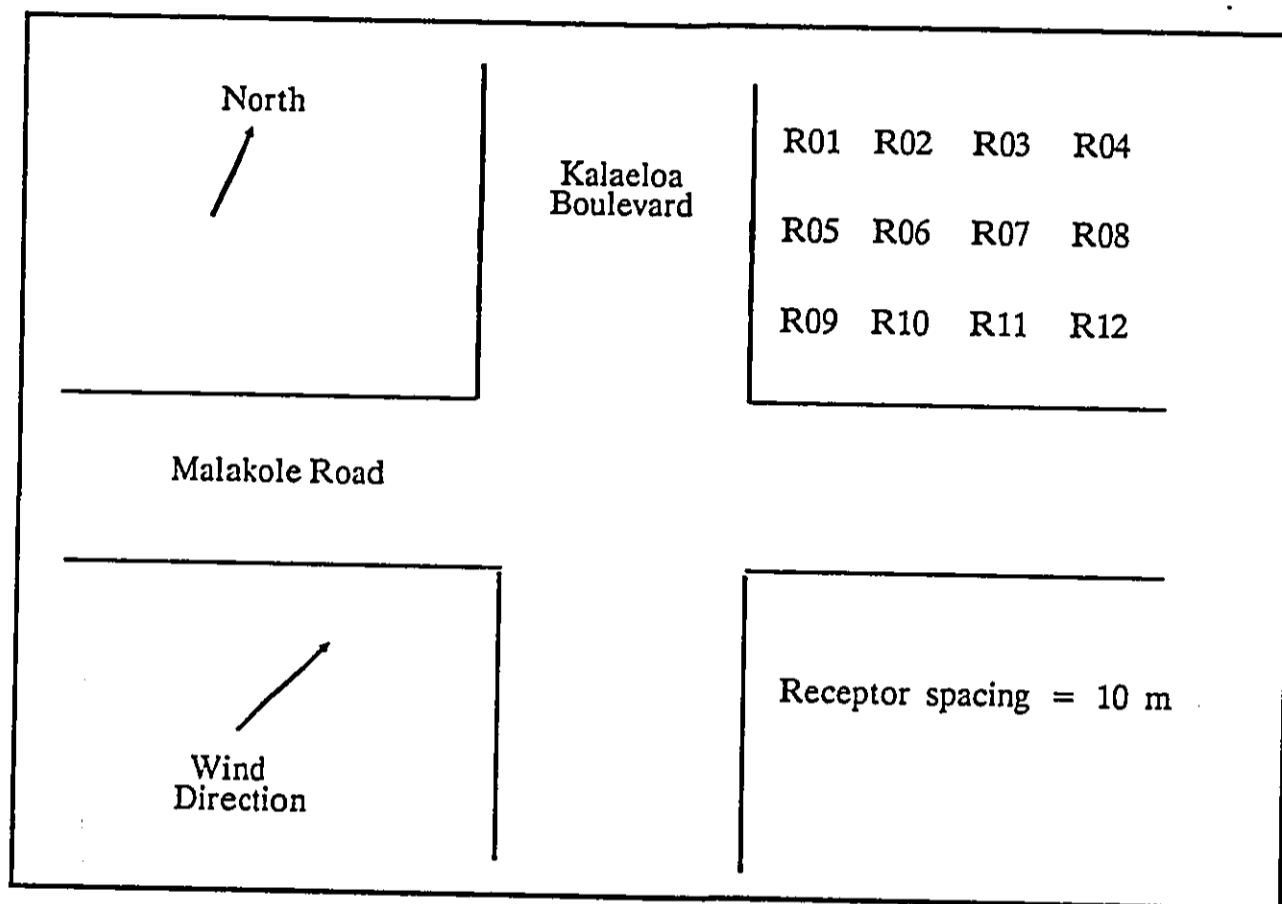 North
Kalaeloa
Boulevard
R01 R02 R03 R04
R05 R06 R07 R08
R09 R10 R11 R12
Malakole Road
Wind
Direction
Receptor spacing = 10 m